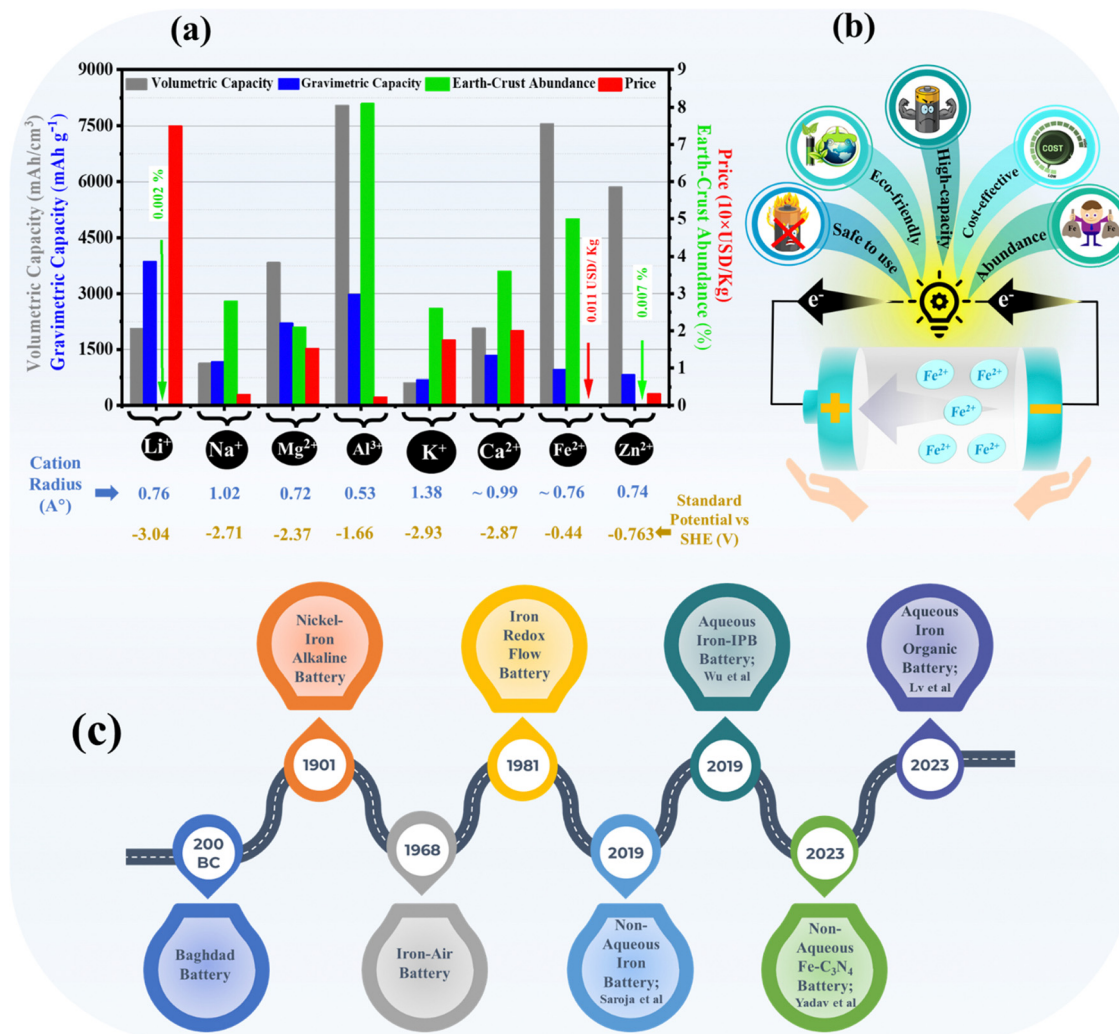 (a)
9000
7500
6000
4500
3000
1500
0
Volumetric Capacity (mAh/cm³)
Gravimetric Capacity (mAh g⁻¹)
Volumetric Capacity Gravimetric Capacity Earth-Crust Abundance Price
0.002 %
0.011 USD/ Kg
0.007 %
9
8
7
6
5
4
3
2
1
0
Price (10×USD/Kg)
Earth-Crust Abundance (%)
Li⁺ Na⁺ Mg²⁺ Al³⁺ K⁺ Ca²⁺ Fe²⁺ Zn²⁺
Cation
Radius
(A°)
0.76 1.02 0.72 0.53 1.38 ~ 0.99 ~ 0.76 0.74
-3.04 -2.71 -2.37 -1.66 -2.93 -2.87 -0.44 -0.763
Standard
Potential vs
SHE (V)
(b)
Safe to use
Eco-friendly
High-capacity
Cost-effective
Abundance
COST
Fe Fe
e⁻ e⁻
Fe²⁺ Fe²⁺
Fe²⁺
Fe²⁺ Fe²⁺
+ −
(c)
200
BC
Baghdad
Battery
1901
Nickel-
Iron
Alkaline
Battery
1968
Iron-Air
Battery
1981
Iron
Redox
Flow
Battery
2019
Non-
Aqueous
Iron
Battery;
Saroja et al
2019
Aqueous
Iron-IPB
Battery;
Wu et al
2023
Non-
Aqueous
Fe-C₃N₄
Battery;
Yadav et al
2023
Aqueous
Iron
Organic
Battery;
Lv et al